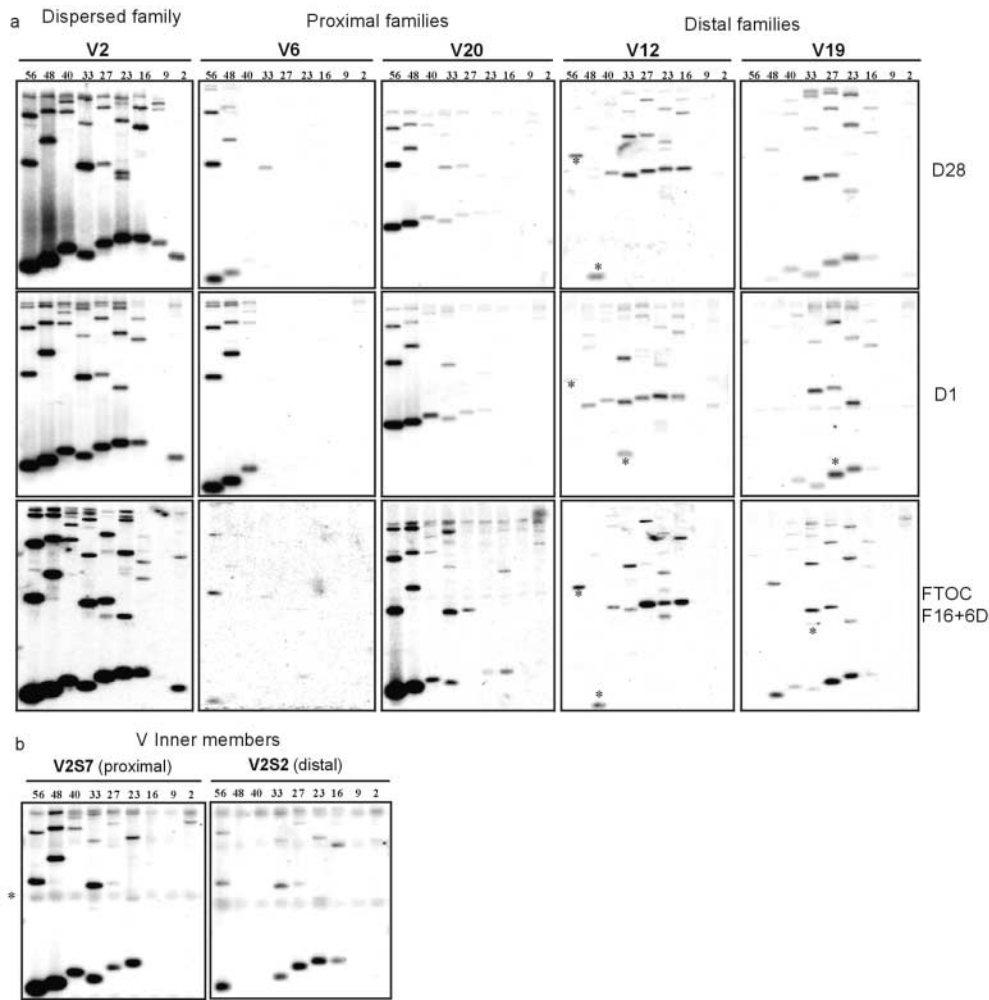 a
Dispersed family
Proximal families
Distal families
V2
V6
V20
V12
V19
56 48 40 33 27 23 16 9 2
56 48 40 33 27 23 16 9 2
56 48 40 33 27 23 16 9 2
56 48 40 33 27 23 16 9 2
56 48 40 33 27 23 16 9 2
* *
D28
* * *
D1
* * *
FTOC
F16+6D
b
V Inner members
V2S7 (proximal)
V2S2 (distal)
56 48 40 33 27 23 16 9 2
56 48 40 33 27 23 16 9 2
*